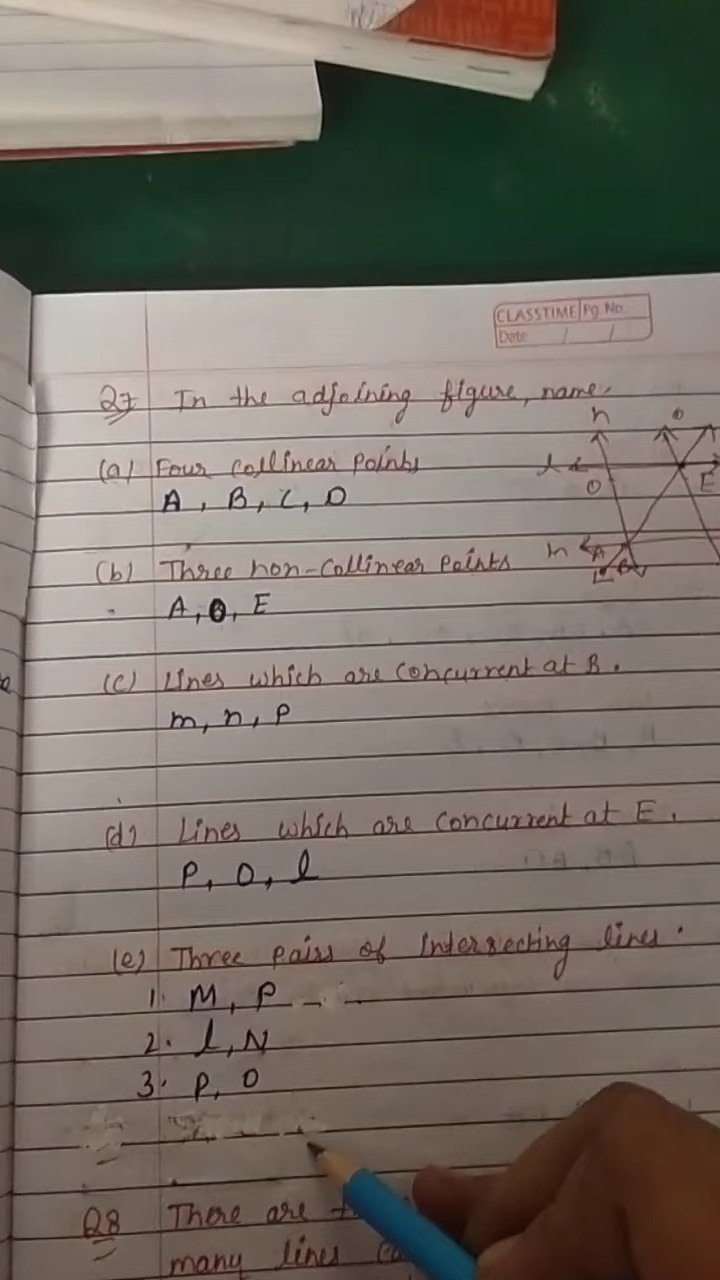 CLASSTIME Pg. No.
Date / /
Q7 In the adjoining figure, name.
(a) Four collinear points
A, B, C, D
(b) Three non-collinear points
A, O, E
(c) Lines which are concurrent at B.
m, n, P
(d) Lines which are concurrent at E.
P, O, l
(e) Three pairs of intersecting lines.
1. M, P
2. l, N
3. P, O
Q8 There are
many lines
n
o
l
O
E
m
A
B